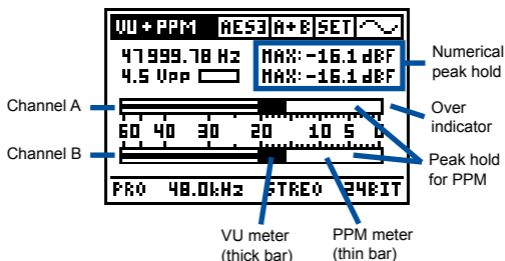 VU + PPM AES3 A+B SET
47999.78 Hz MAX: -16.1 dBF
4.5 Vpp MAX: -16.1 dBF
Numerical
peak hold
Channel A
Over
indicator
60 40 30 20 10 5 0
Channel B
Peak hold
for PPM
PRO 48.0kHz STREO 24BIT
VU meter
(thick bar)
PPM meter
(thin bar)